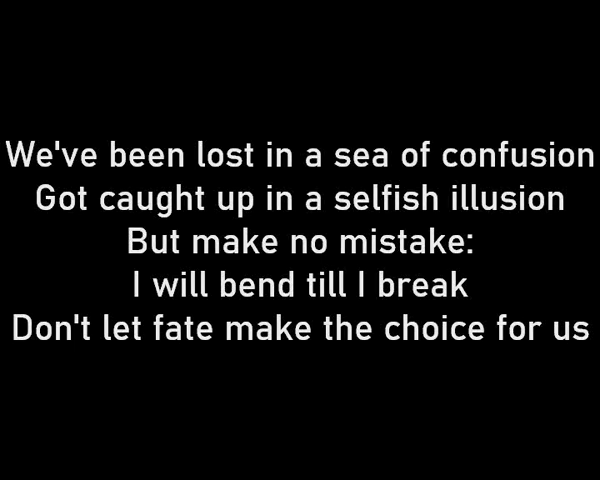 We've been lost in a sea of confusion
Got caught up in a selfish illusion
But make no mistake:
I will bend till I break
Don't let fate make the choice for us